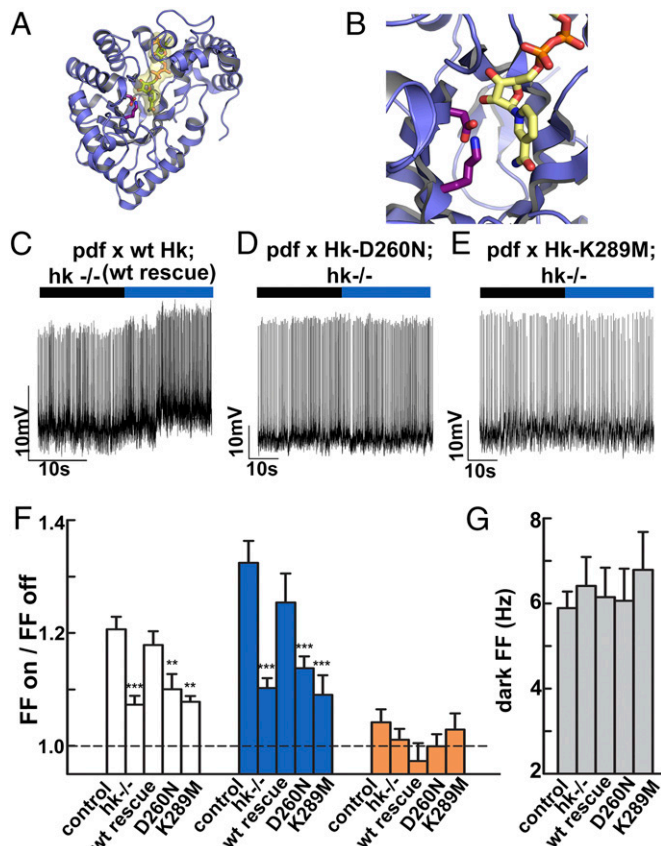 A
B
C
pdf x wt Hk;
hk -/- (wt rescue)
D
pdf x Hk-D260N;
hk-/-
E
pdf x Hk-K289M;
hk-/-
10mV
10s
10mV
10s
10mV
10s
F
FF on / FF off
1.4
1.2
1.0
***
**
**
***
***
***
control
hk-/-
wt rescue
D260N
K289M
control
hk-/-
wt rescue
D260N
K289M
control
hk-/-
wt rescue
D260N
K289M
G
dark FF (Hz)
8
6
4
2
control
hk-/-
wt rescue
D260N
K289M